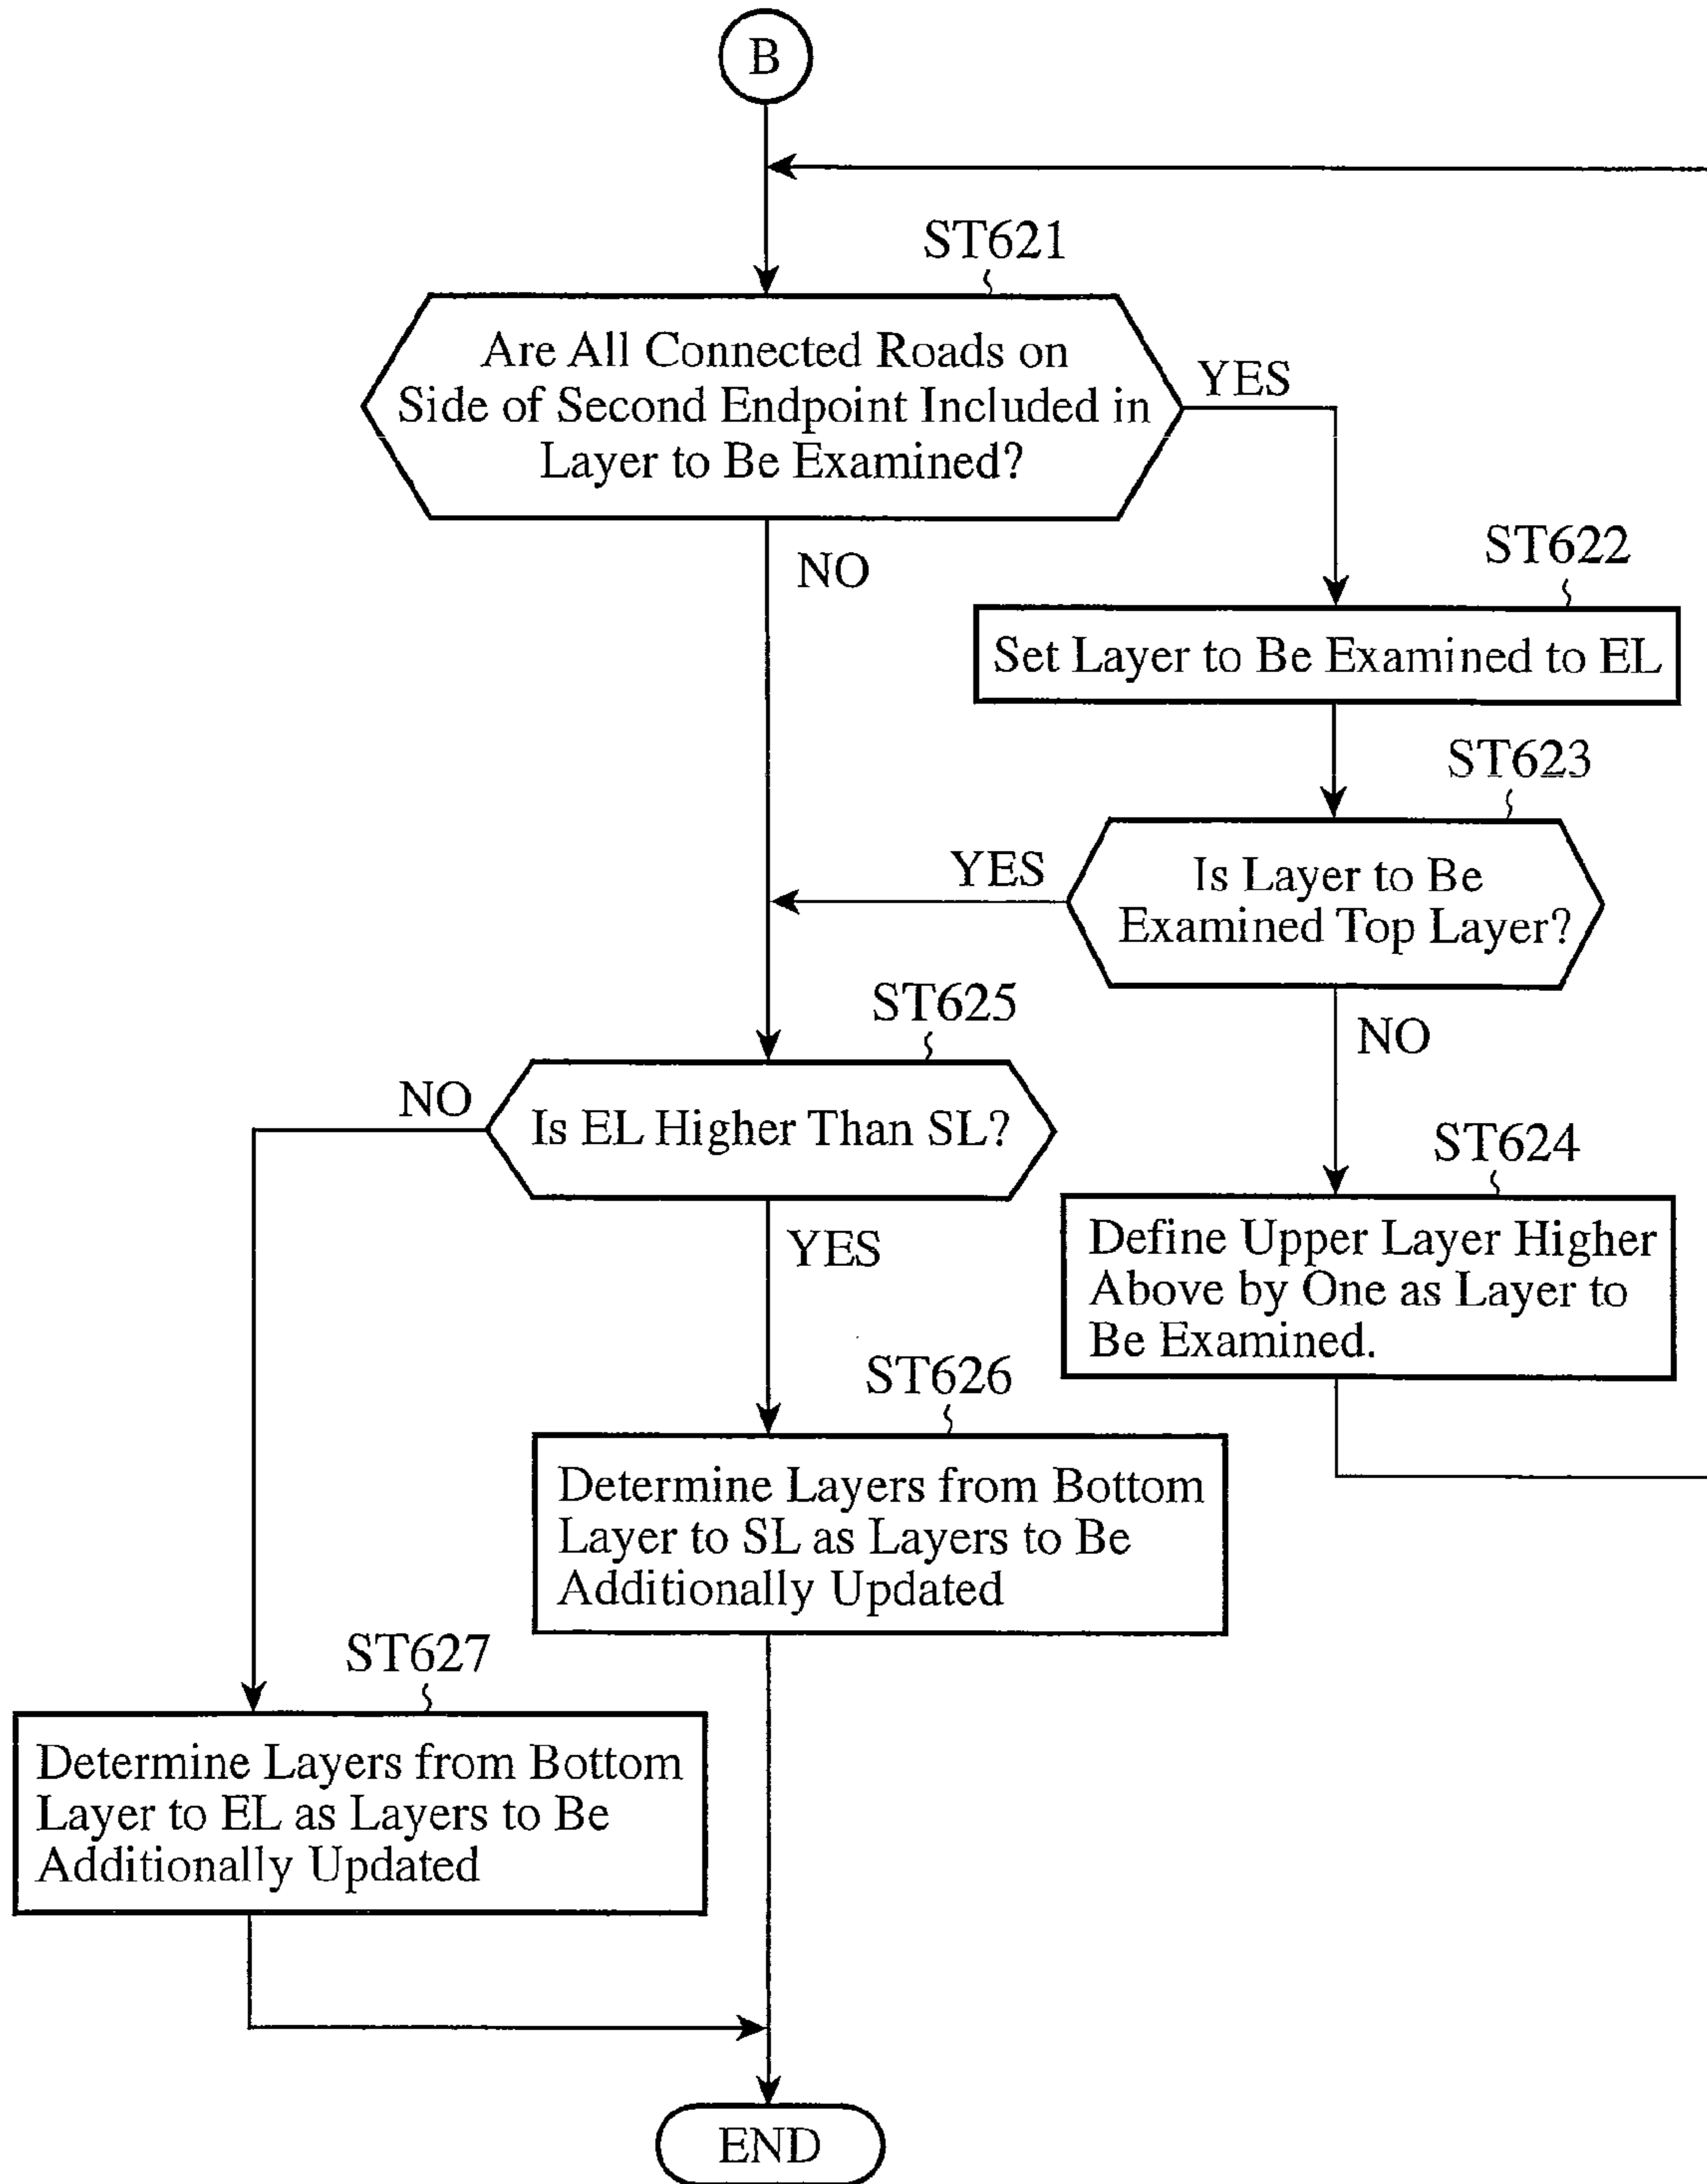 B
ST621
Are All Connected Roads on
Side of Second Endpoint Included in
Layer to Be Examined?
YES
NO
ST622
Set Layer to Be Examined to EL
ST623
Is Layer to Be
Examined Top Layer?
YES
NO
ST624
Define Upper Layer Higher
Above by One as Layer to
Be Examined.
ST625
Is EL Higher Than SL?
NO
YES
ST626
Determine Layers from Bottom
Layer to SL as Layers to Be
Additionally Updated
ST627
Determine Layers from Bottom
Layer to EL as Layers to Be
Additionally Updated
END